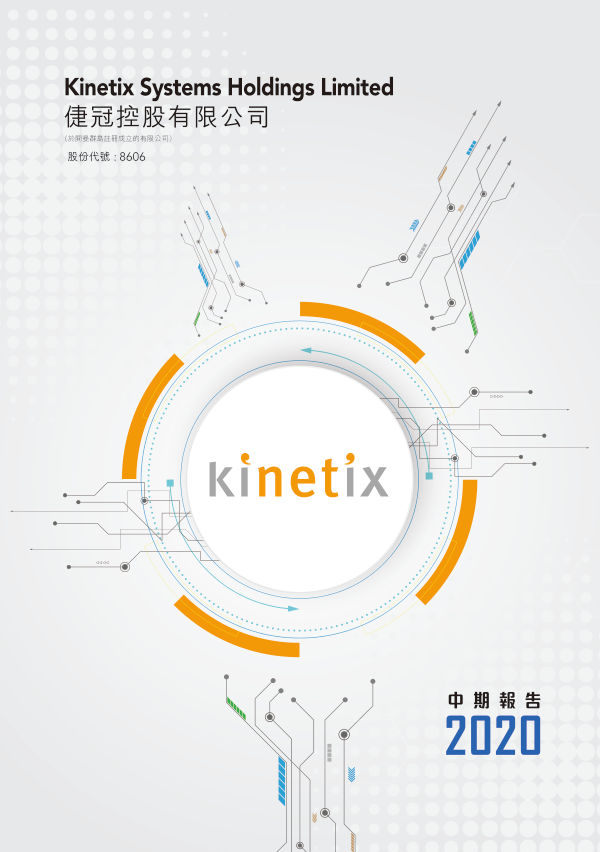 Kinetix Systems Holdings Limited
倢冠控股有限公司
（於開曼群島註冊成立的有限公司）
股份代號 : 8606
kinetix
中期報告
2020